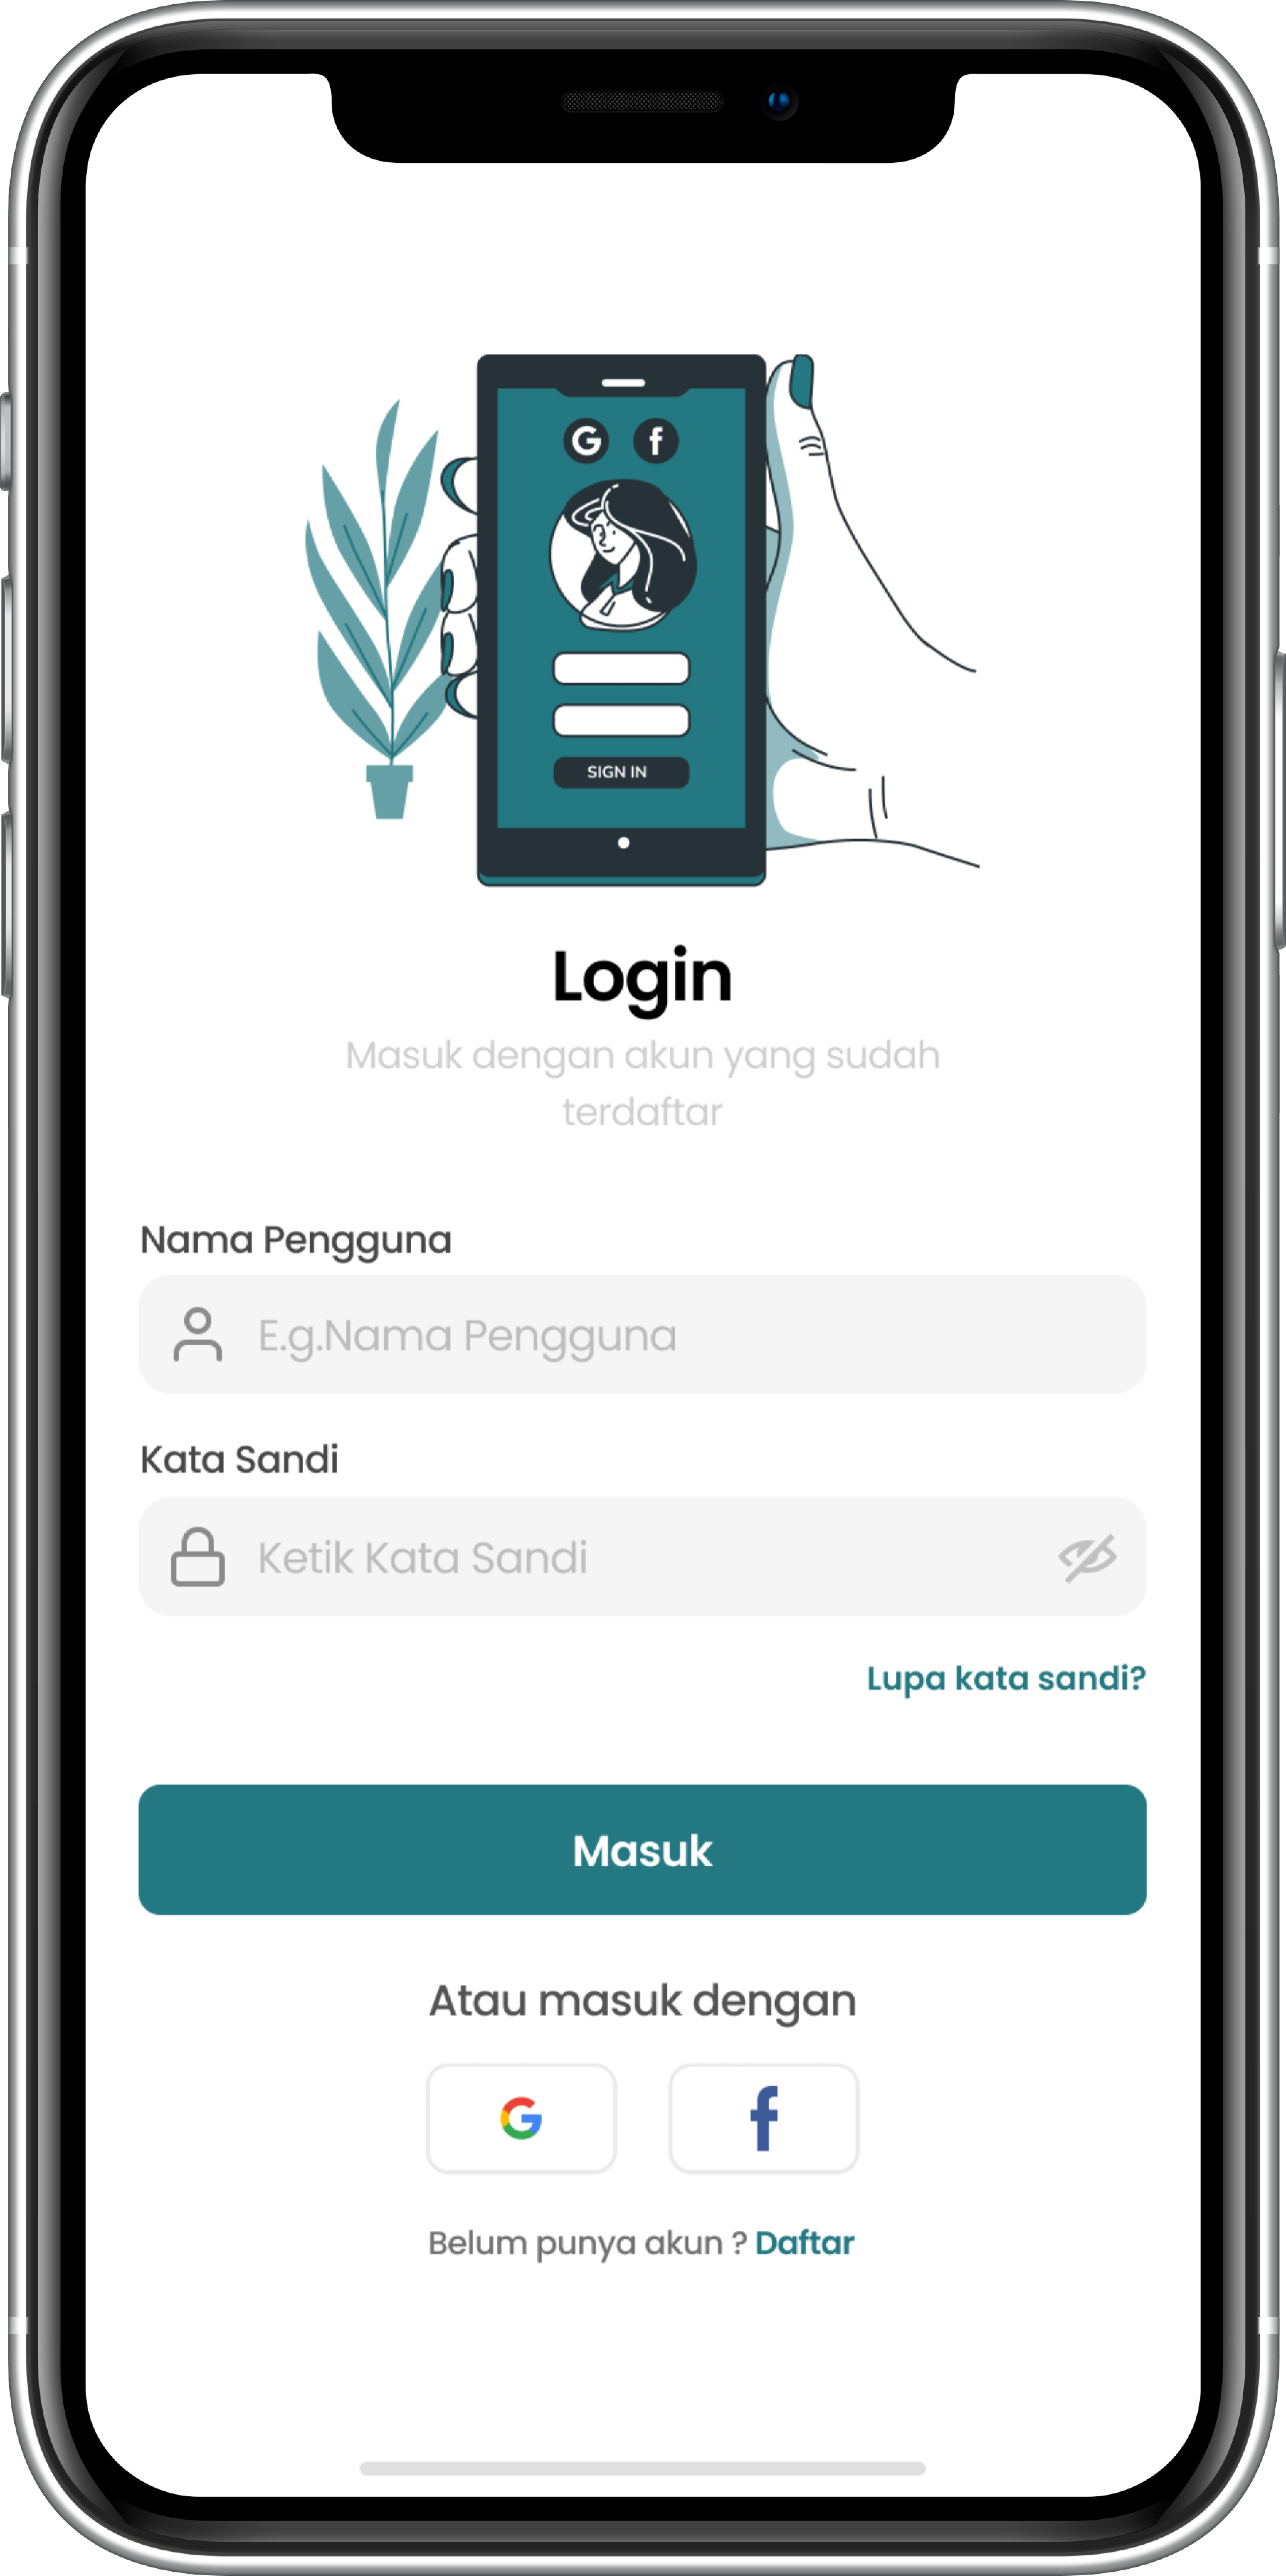 G f
SIGN IN
Login
Masuk dengan akun yang sudah
terdaftar
Nama Pengguna
E.g.Nama Pengguna
Kata Sandi
Ketik Kata Sandi
Lupa kata sandi?
Masuk
Atau masuk dengan
G f
Belum punya akun ? Daftar